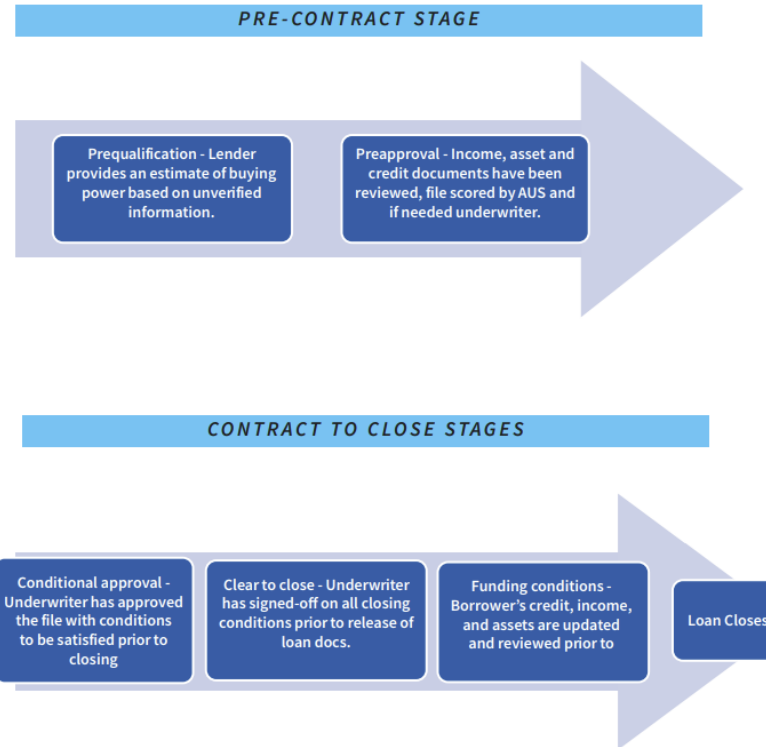 PRE-CONTRACT STAGE
Prequalification - Lender
provides an estimate of buying
power based on unverified
information.
Preapproval - Income, asset and
credit documents have been
reviewed, file scored by AUS and
if needed underwriter.
CONTRACT TO CLOSE STAGES
Conditional approval -
Underwriter has approved
the file with conditions
to be satisfied prior to
closing
Clear to close - Underwriter
has signed-off on all closing
conditions prior to release of
loan docs.
Funding conditions -
Borrower's credit, income,
and assets are updated
and reviewed prior to
Loan Closes